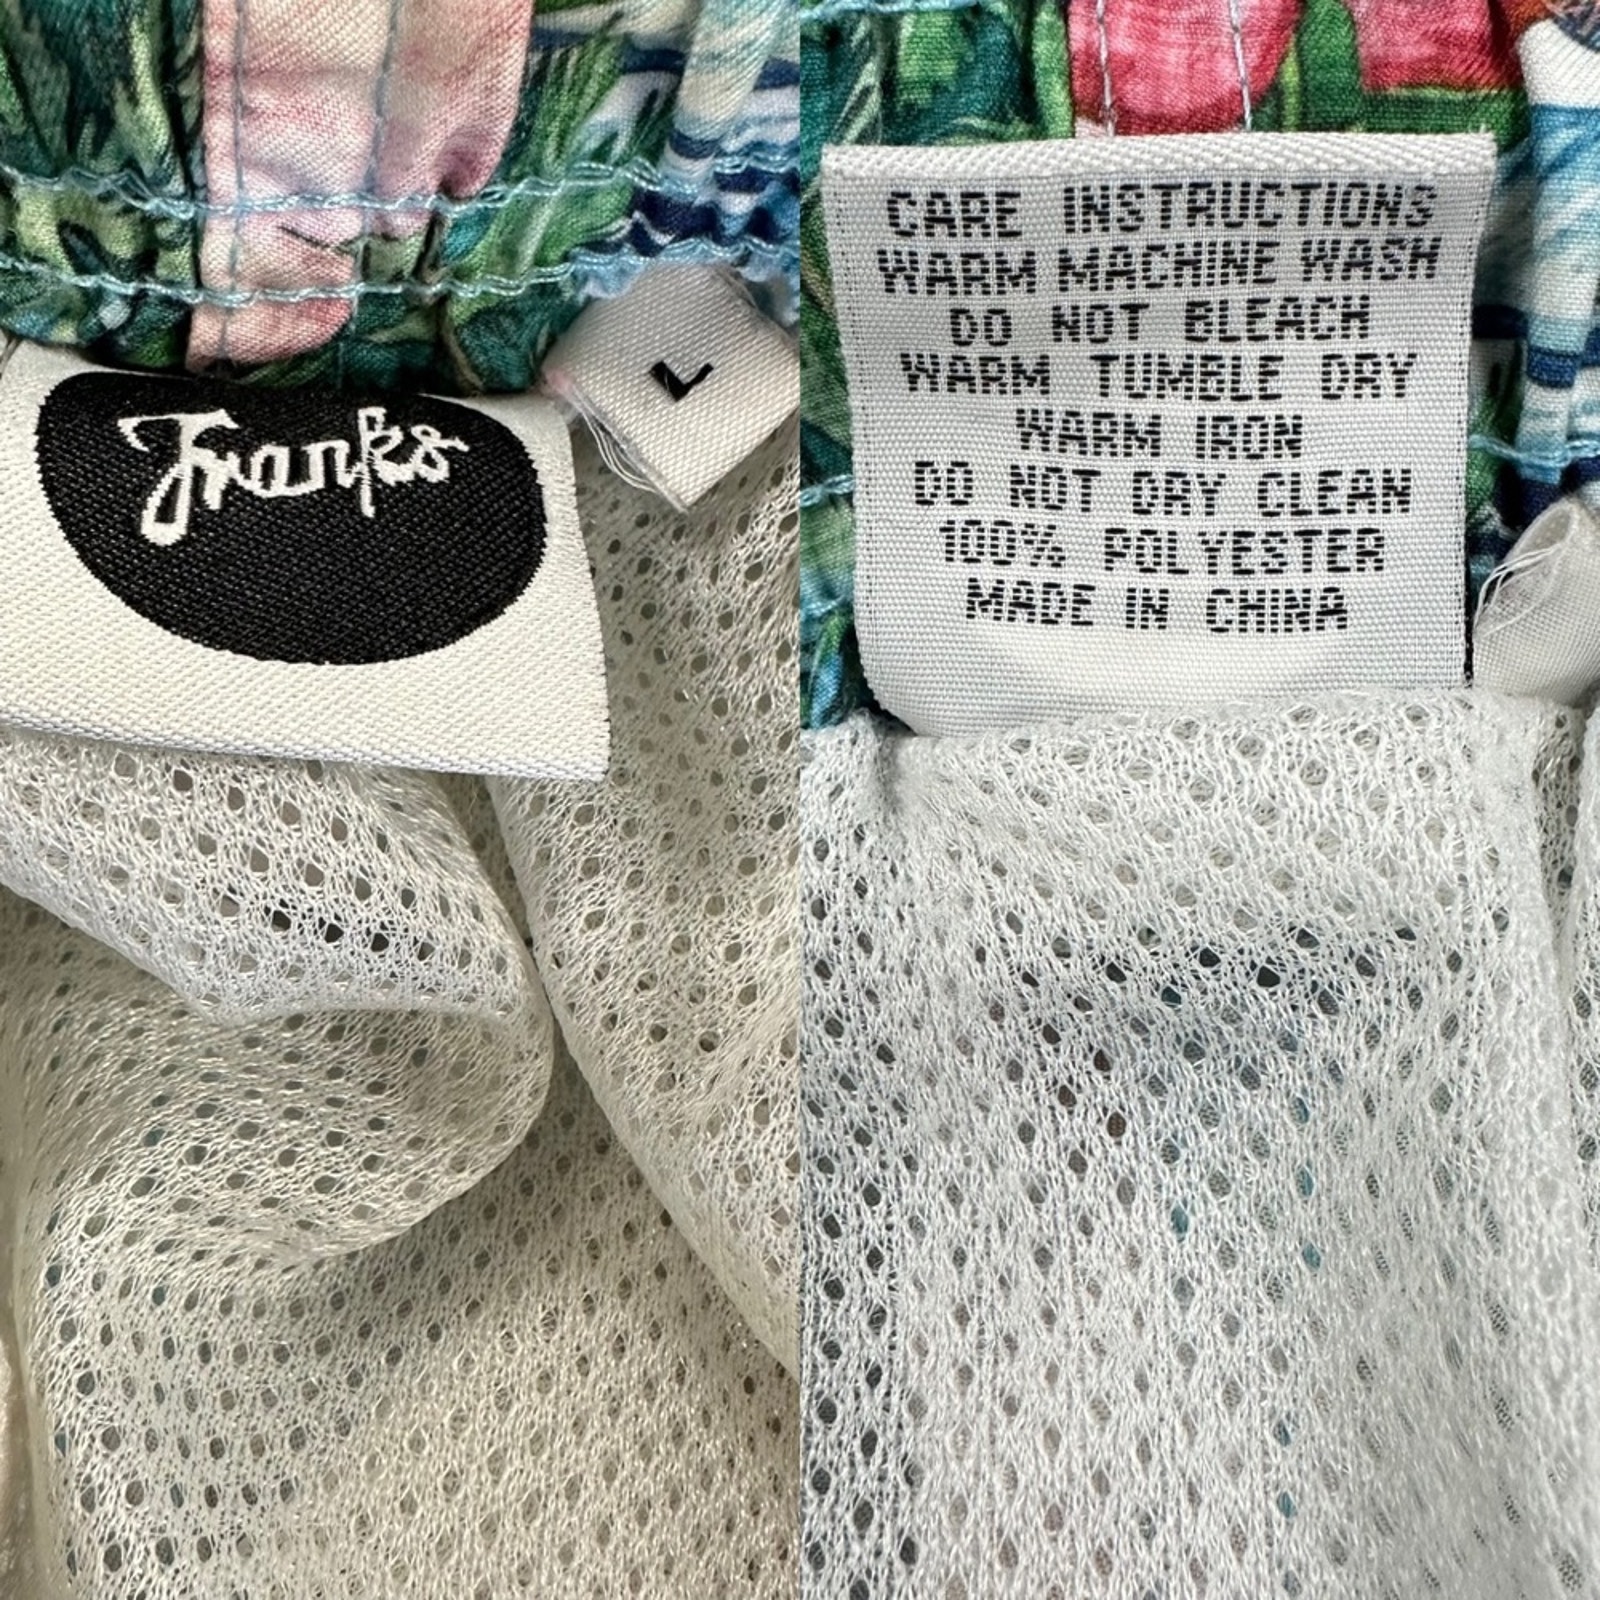 Franks
L
CARE INSTRUCTIONS
WARM MACHINE WASH
DO NOT BLEACH
WARM TUMBLE DRY
WARM IRON
DO NOT DRY CLEAN
100% POLYESTER
MADE IN CHINA